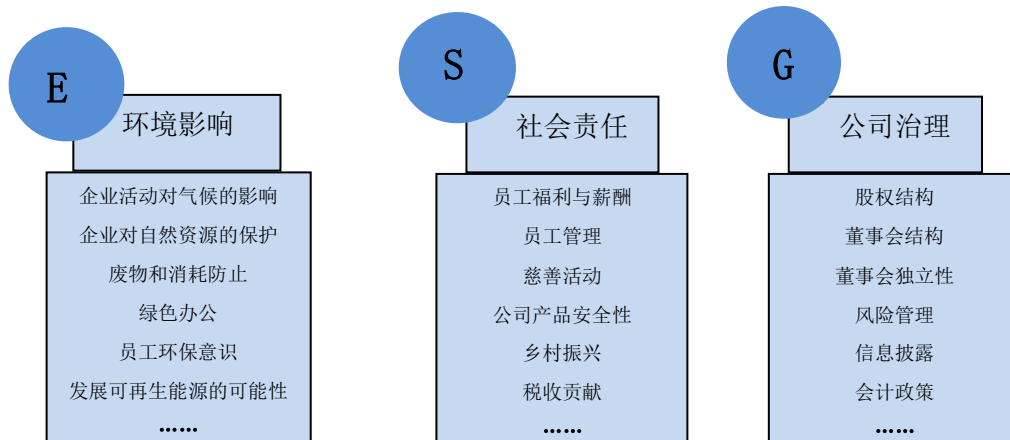 E
环境影响
企业活动对气候的影响
企业对自然资源的保护
废物和消耗防止
绿色办公
员工环保意识
发展可再生能源的可能性
……
S
社会责任
员工福利与薪酬
员工管理
慈善活动
公司产品安全性
乡村振兴
税收贡献
……
G
公司治理
股权结构
董事会结构
董事会独立性
风险管理
信息披露
会计政策
……